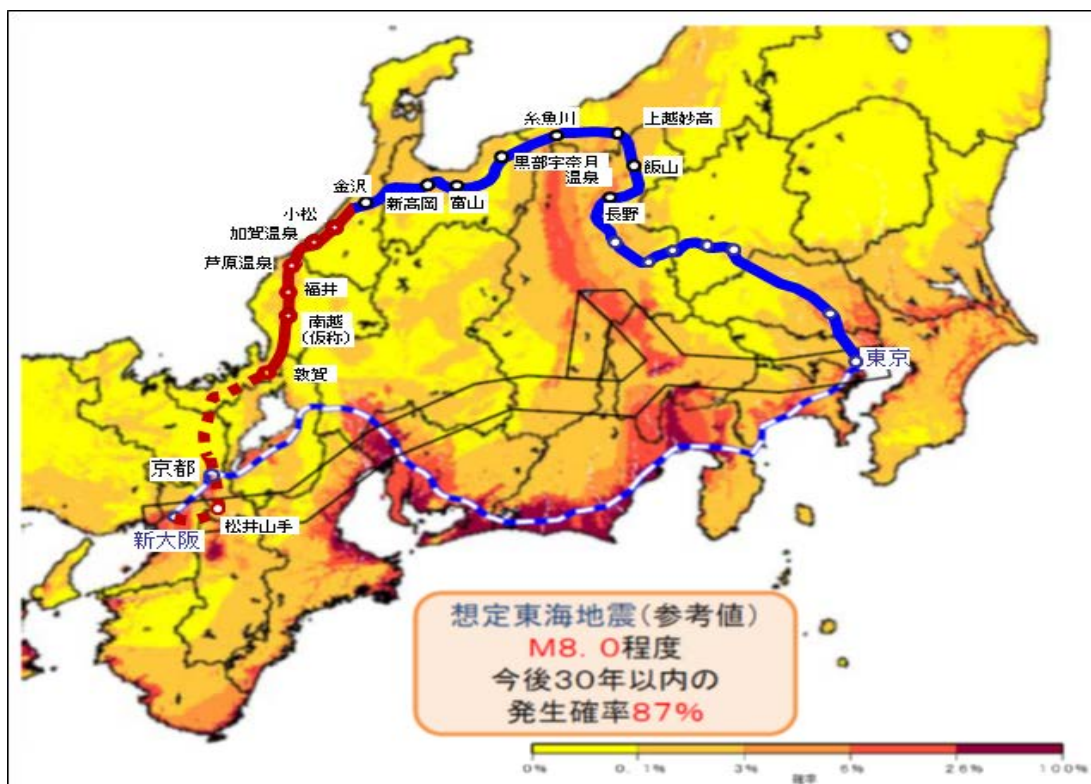 糸魚川
上越妙高
黒部宇奈月
温泉
飯山
金沢
新高岡
富山
長野
小松
加賀温泉
芦原温泉
福井
南越
(仮称)
敦賀
東京
京都
松井山手
新大阪
想定東海地震(参考値)
M8.0程度
今後30年以内の
発生確率87%
0% 0.1% 3% 6% 26% 100%
確率